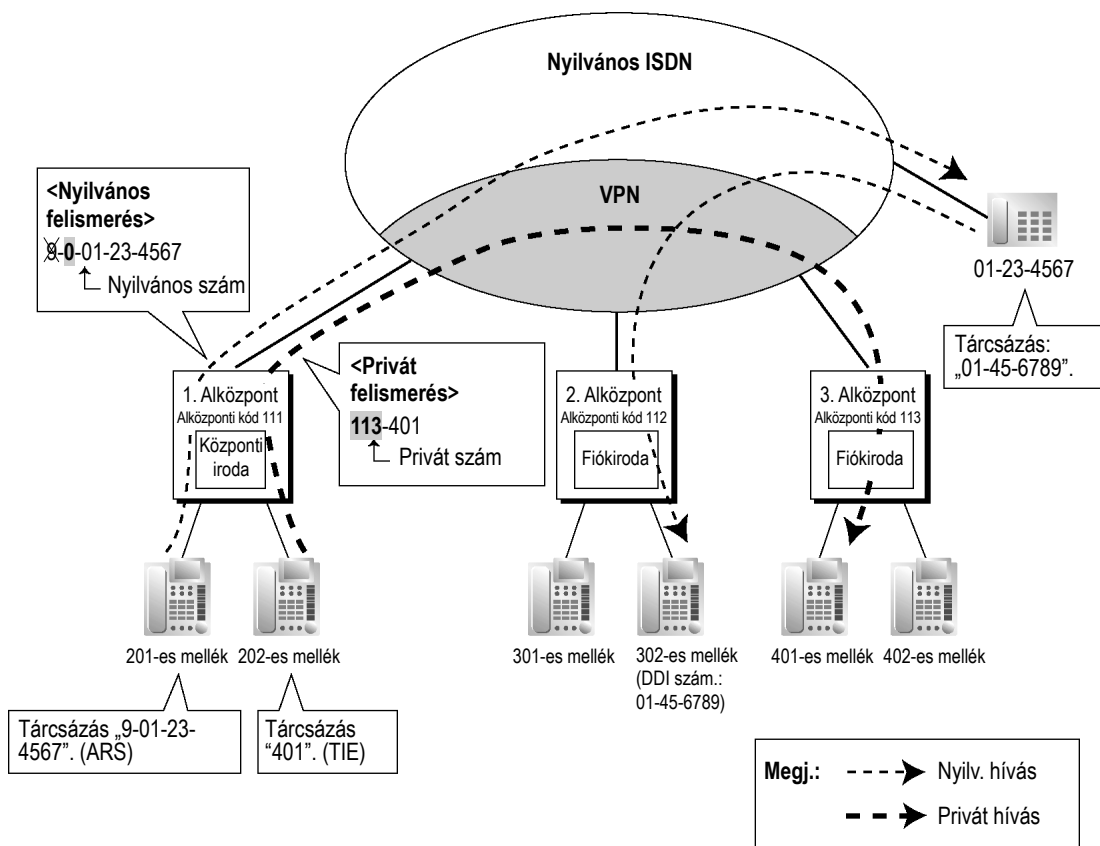 Nyilvános ISDN
VPN
<Nyilvános
felismerés>
9-0-01-23-4567
Nyilvános szám
01-23-4567
Tárcsázás:
„01-45-6789”.
<Privát
felismerés>
113-401
Privát szám
1. Alközpont
Alközponti kód 111
Központi
iroda
2. Alközpont
Alközponti kód 112
Fiókiroda
3. Alközpont
Alközponti kód 113
Fiókiroda
201-es mellék
202-es mellék
301-es mellék
302-es mellék
(DDI szám.:
01-45-6789)
401-es mellék
402-es mellék
Tárcsázás „9-01-23-
4567”. (ARS)
Tárcsázás
“401”. (TIE)
Megj.:
Nyilv. hívás
Privát hívás